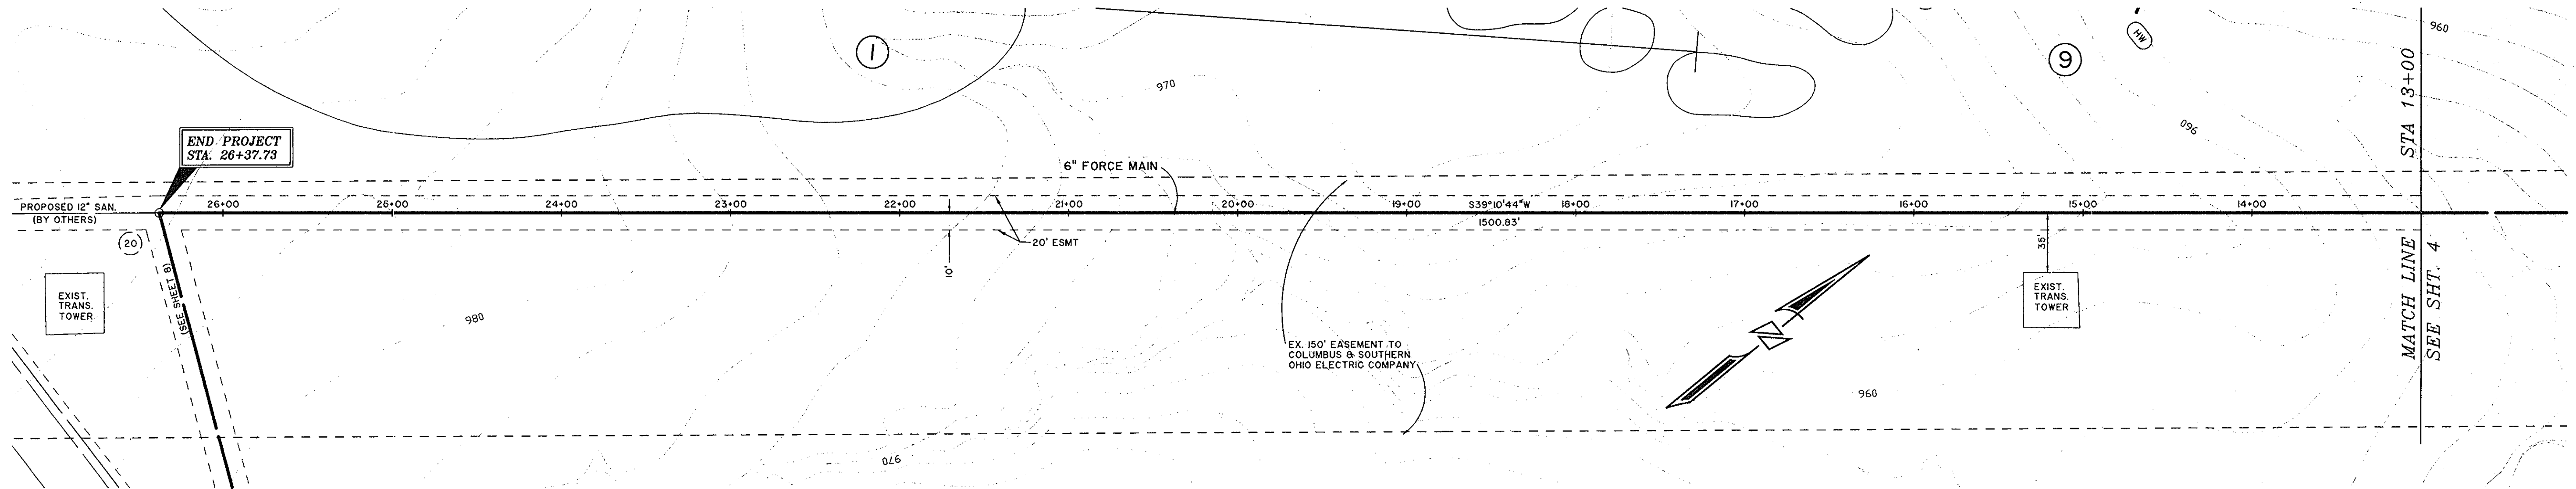 960
HW
1
9
970
STA 13+00
960
END PROJECT
STA. 26+37.73
6" FORCE MAIN
PROPOSED 12" SAN.
(BY OTHERS)
26+00
25+00
24+00
23+00
22+00
21+00
20+00
19+00
S39°10'44"W
1500.83'
18+00
17+00
16+00
15+00
14+00
(20)
10'
20' ESMT
35'
MATCH LINE
SEE SHT. 4
(SEE SHEET 8)
EXIST.
TRANS.
TOWER
980
EX. 150' EASEMENT TO
COLUMBUS & SOUTHERN
OHIO ELECTRIC COMPANY
N
EXIST.
TRANS.
TOWER
960
970